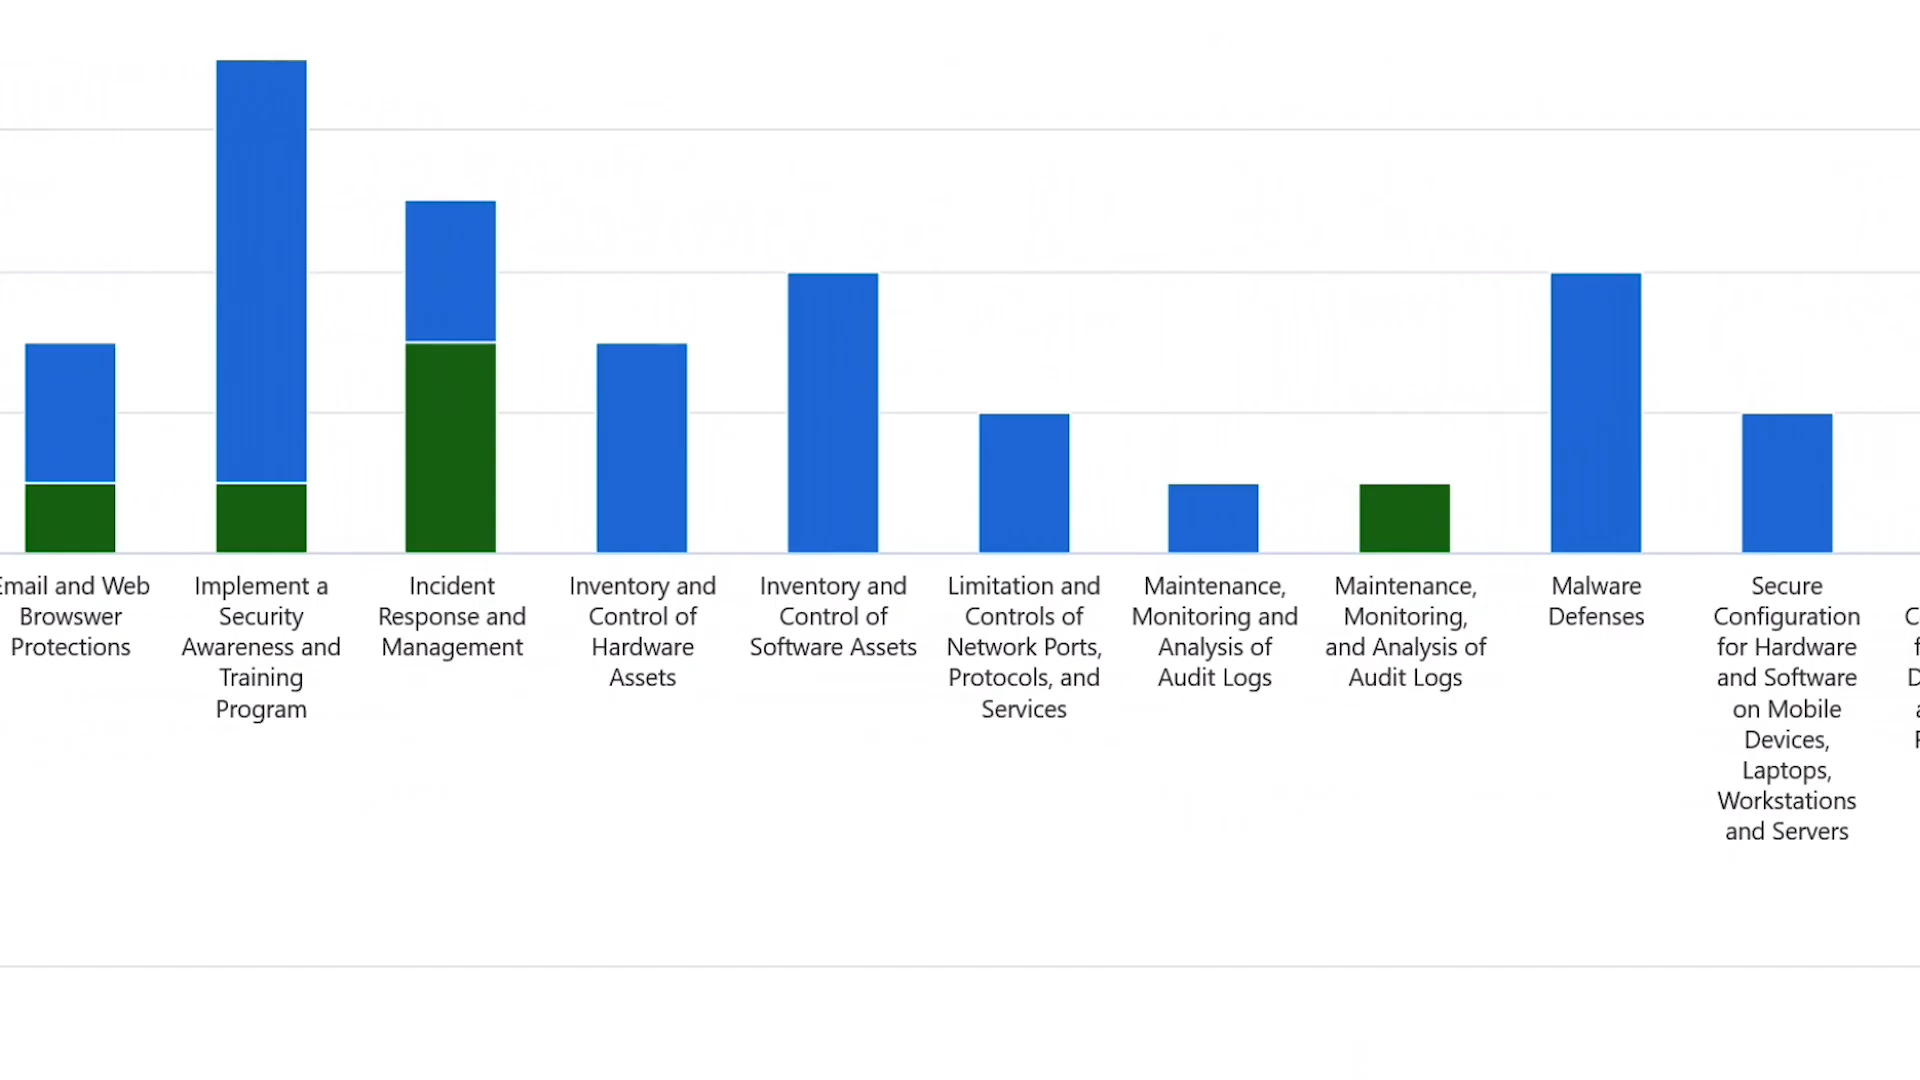 Email and Web
Browswer
Protections
Implement a
Security
Awareness and
Training
Program
Incident
Response and
Management
Inventory and
Control of
Hardware
Assets
Inventory and
Control of
Software Assets
Limitation and
Controls of
Network Ports,
Protocols, and
Services
Maintenance,
Monitoring and
Analysis of
Audit Logs
Maintenance,
Monitoring,
and Analysis of
Audit Logs
Malware
Defenses
Secure
Configuration
for Hardware
and Software
on Mobile
Devices,
Laptops,
Workstations
and Servers